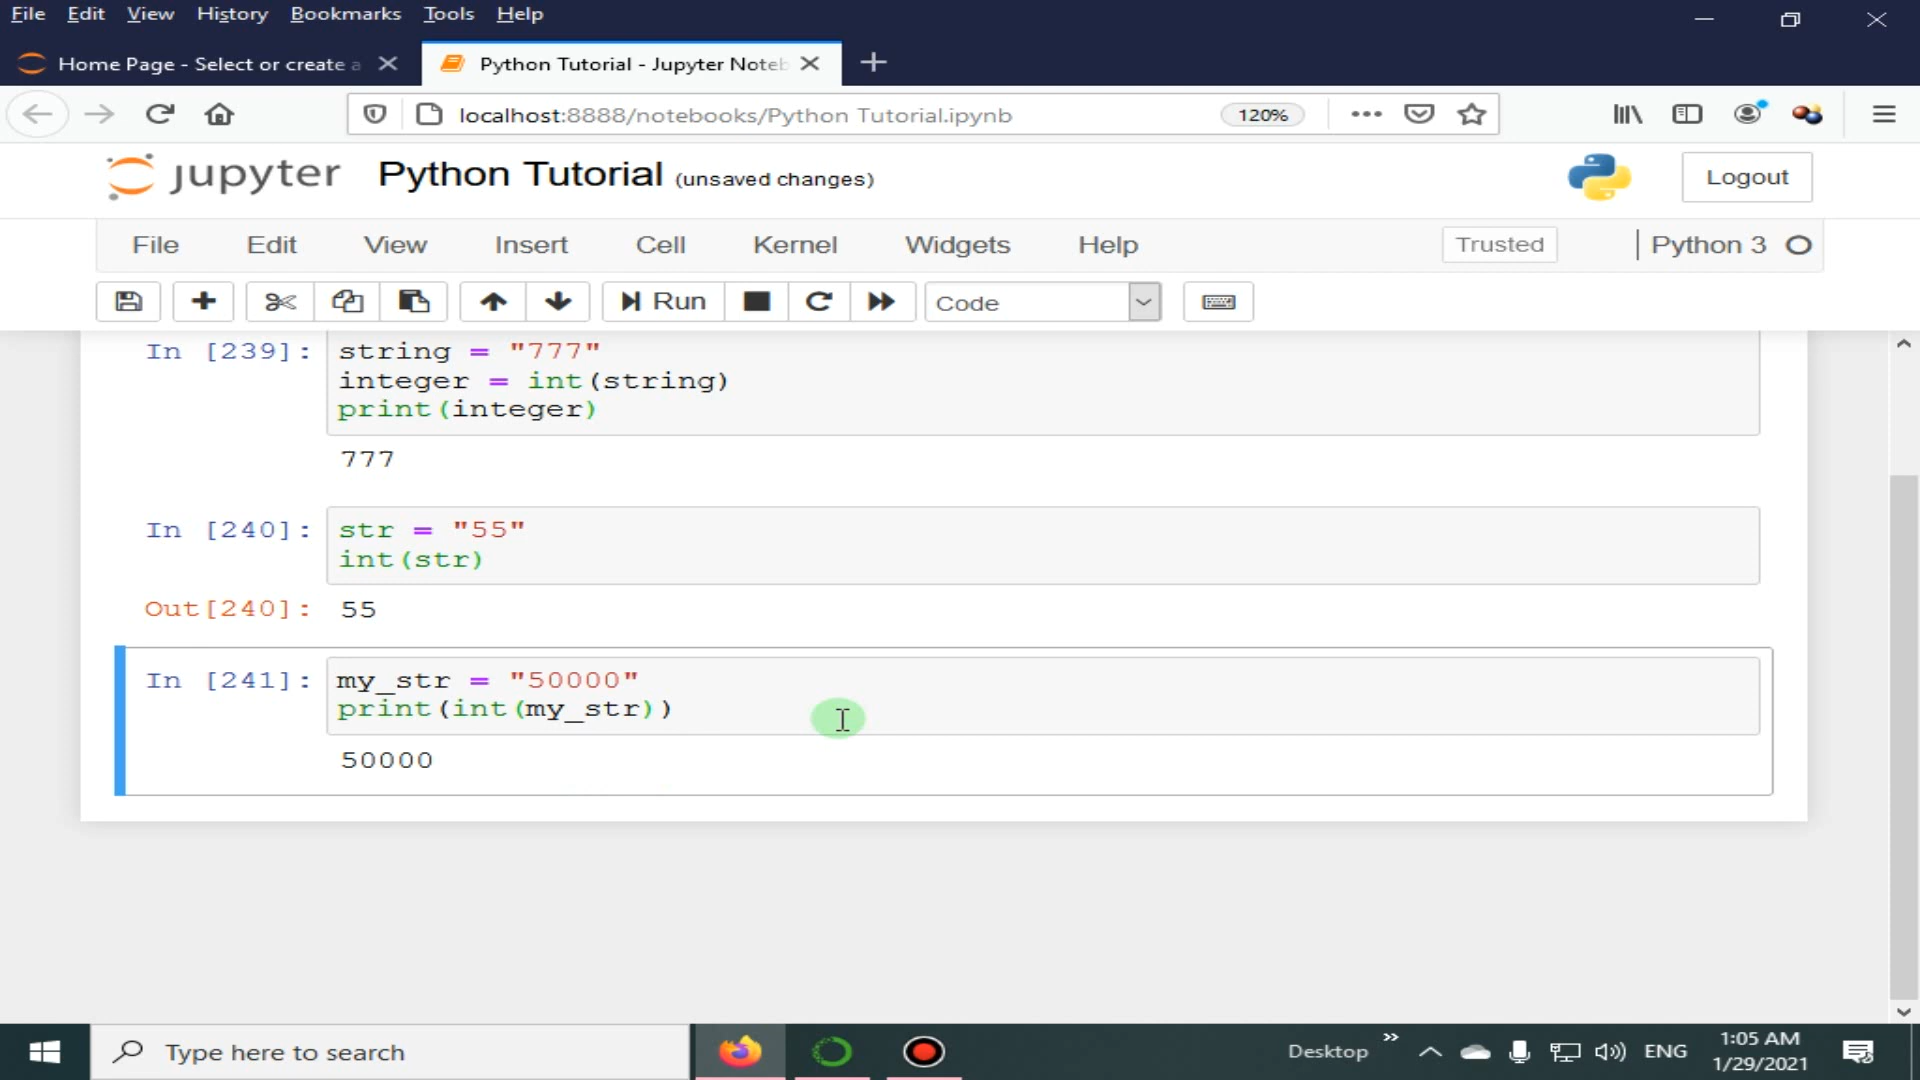 File Edit View History Bookmarks Tools Help
Home Page - Select or create a
Python Tutorial - Jupyter Noteb
localhost:8888/notebooks/Python Tutorial.ipynb
120%
jupyter
Python Tutorial (unsaved changes)
Logout
File Edit View Insert Cell Kernel Widgets Help
Trusted
Python 3
Run
Code
In [239]:
string = "777"
integer = int(string)
print(integer)
777
In [240]:
str = "55"
int(str)
Out[240]: 55
In [241]:
my_str = "50000"
print(int(my_str))
50000
Type here to search
Desktop
ENG
1:05 AM
1/29/2021